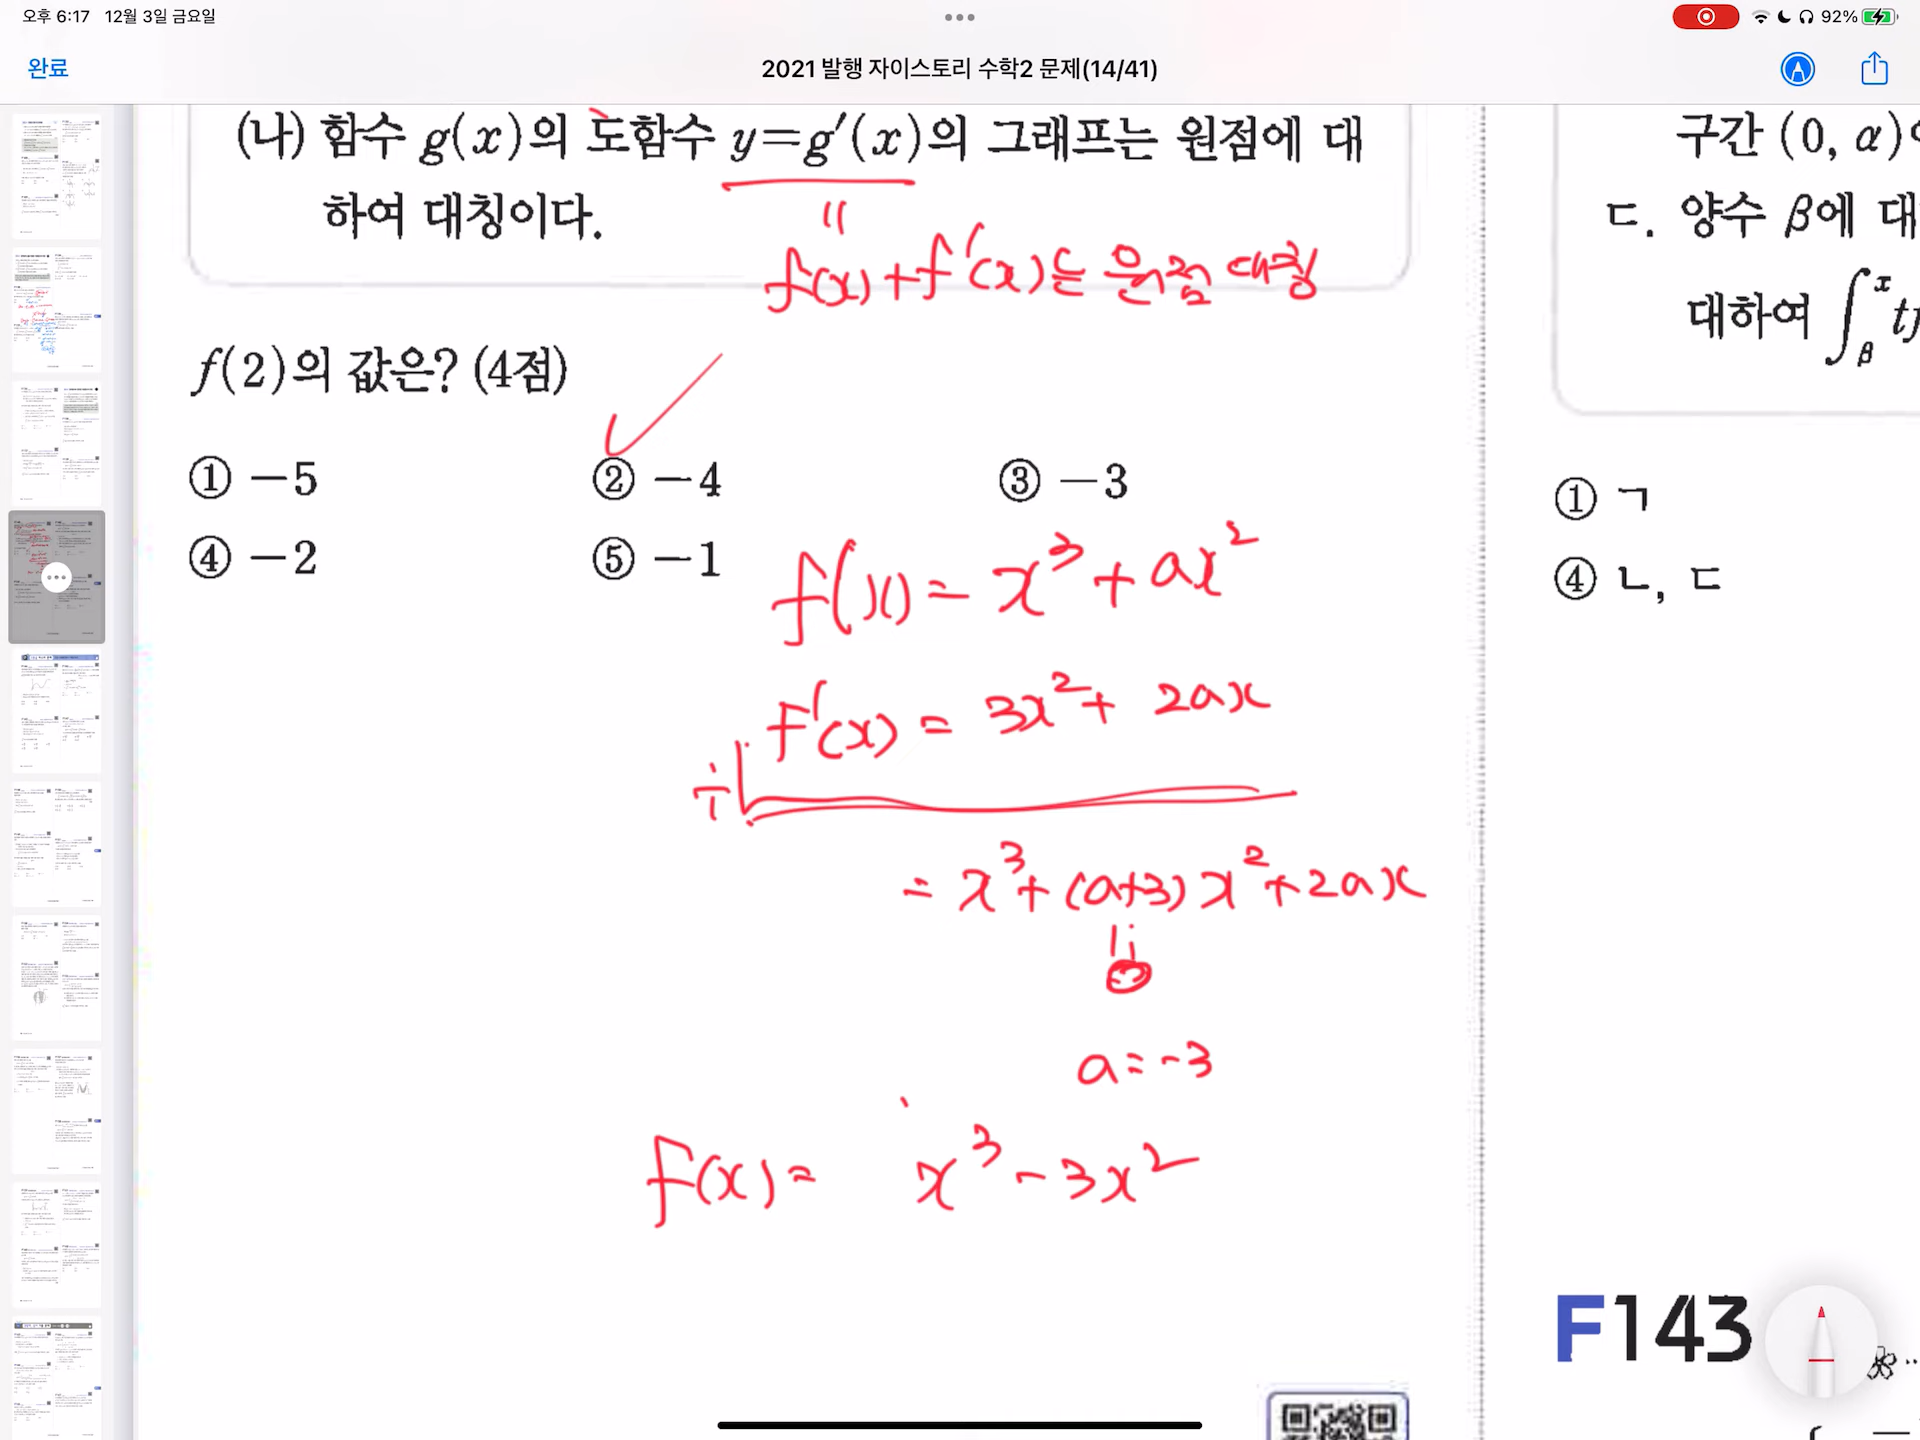 오후 6:17 12월 3일 금요일
92%
완료
2021 발행 자이스토리 수학2 문제(14/41)
(나) 함수 g(x)의 도함수 y=g′(x)의 그래프는 원점에 대
하여 대칭이다.
f(x)+f′(x)는 원점 대칭
f(2)의 값은? (4점)
① −5 ② −4 ③ −3
④ −2 ⑤ −1
f(x) = x³ + ax²
f′(x) = 3x² + 2ax
= x³ + (a+3)x² + 2ax
a = -3
f(x) = x³ - 3x²
구간 (0, α)
ㄷ. 양수 β에 대
대하여 ∫βˣ t
① ㄱ
④ ㄴ, ㄷ
F143